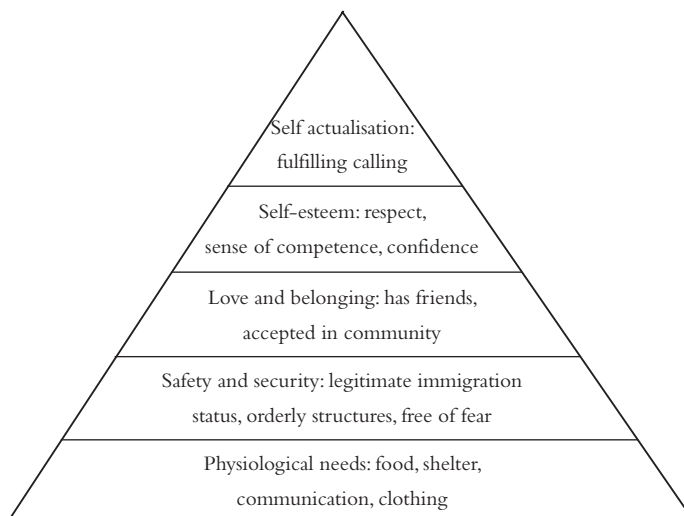 Self actualisation:
fulfilling calling
Self-esteem: respect,
sense of competence, confidence
Love and belonging: has friends,
accepted in community
Safety and security: legitimate immigration
status, orderly structures, free of fear
Physiological needs: food, shelter,
communication, clothing